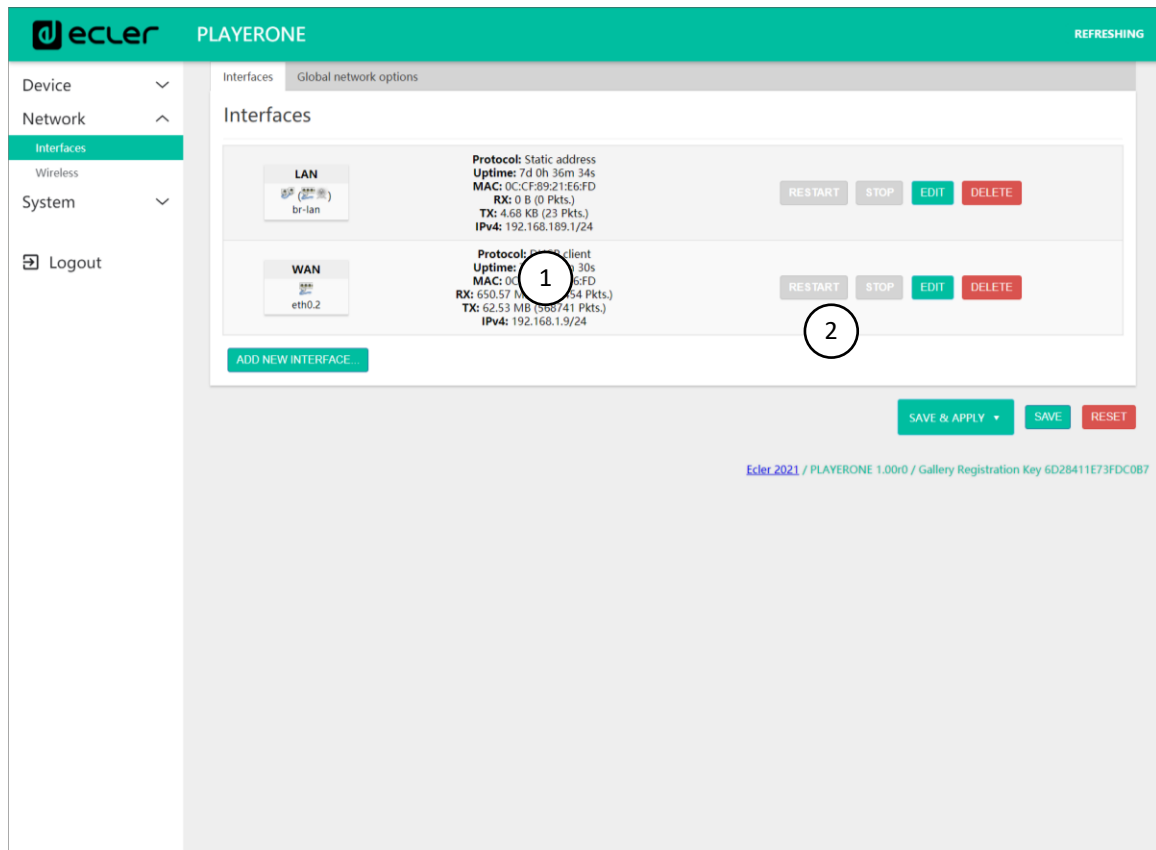 ecler
PLAYERONE
REFRESHING
Device
Network
Interfaces
Wireless
System
Logout
Interfaces
Global network options
Interfaces
LAN
br-lan
Protocol: Static address
Uptime: 7d 0h 36m 34s
MAC: 0C:CF:89:21:E6:FD
RX: 0 B (0 Pkts.)
TX: 4.68 KB (23 Pkts.)
IPv4: 192.168.189.1/24
RESTART STOP EDIT DELETE
WAN
eth0.2
Protocol: client
Uptime: 30s
MAC:
RX: 650.57 Pkts.)
TX: 62.53 MB (568741 Pkts.)
IPv4: 192.168.1.9/24
1
RESTART STOP EDIT DELETE
2
ADD NEW INTERFACE...
SAVE & APPLY SAVE RESET
Ecler 2021 / PLAYERONE 1.00r0 / Gallery Registration Key 6D28411E73FDC0B7